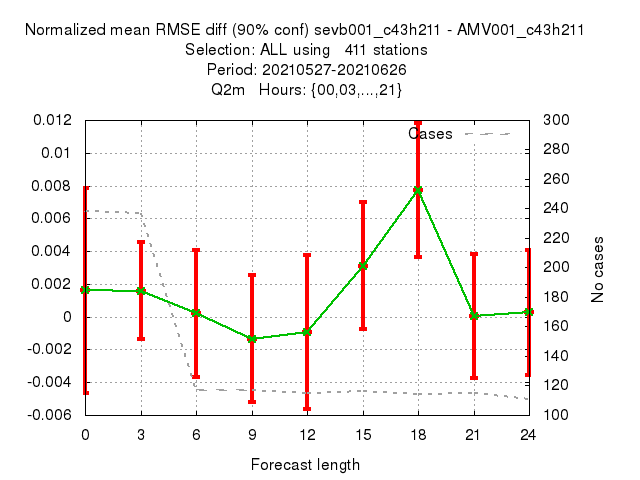 Normalized mean RMSE diff (90% conf) sevb001_c43h211 - AMV001_c43h211
Selection: ALL using   411 stations
Period: 20210527-20210626
Q2m   Hours: {00,03,...,21}
Cases
0.012
0.01
0.008
0.006
0.004
0.002
0
-0.002
-0.004
-0.006
300
280
260
240
220
200
180
160
140
120
100
No cases
0 3 6 9 12 15 18 21 24
Forecast length